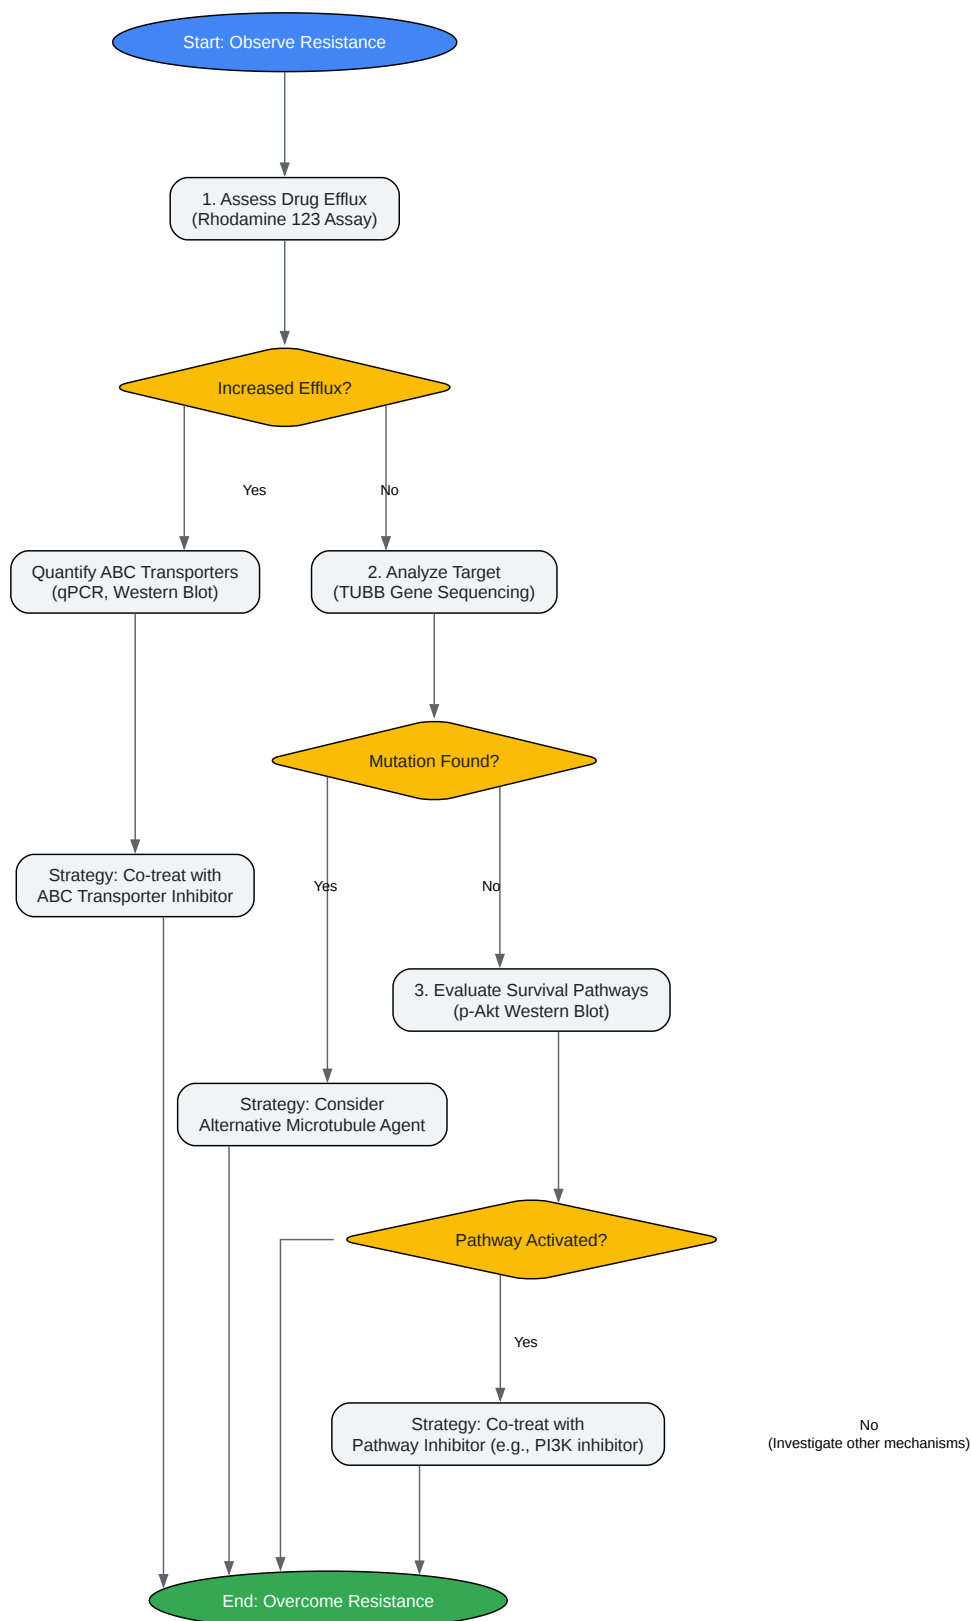 Start: Observe Resistance
1. Assess Drug Efflux
(Rhodamine 123 Assay)
Increased Efflux?
Yes
No
Quantify ABC Transporters
(qPCR, Western Blot)
2. Analyze Target
(TUBB Gene Sequencing)
Mutation Found?
Strategy: Co-treat with
ABC Transporter Inhibitor
Yes
No
3. Evaluate Survival Pathways
(p-Akt Western Blot)
Strategy: Consider
Alternative Microtubule Agent
Pathway Activated?
Yes
Strategy: Co-treat with
Pathway Inhibitor (e.g., PI3K inhibitor)
No
(Investigate other mechanisms)
End: Overcome Resistance